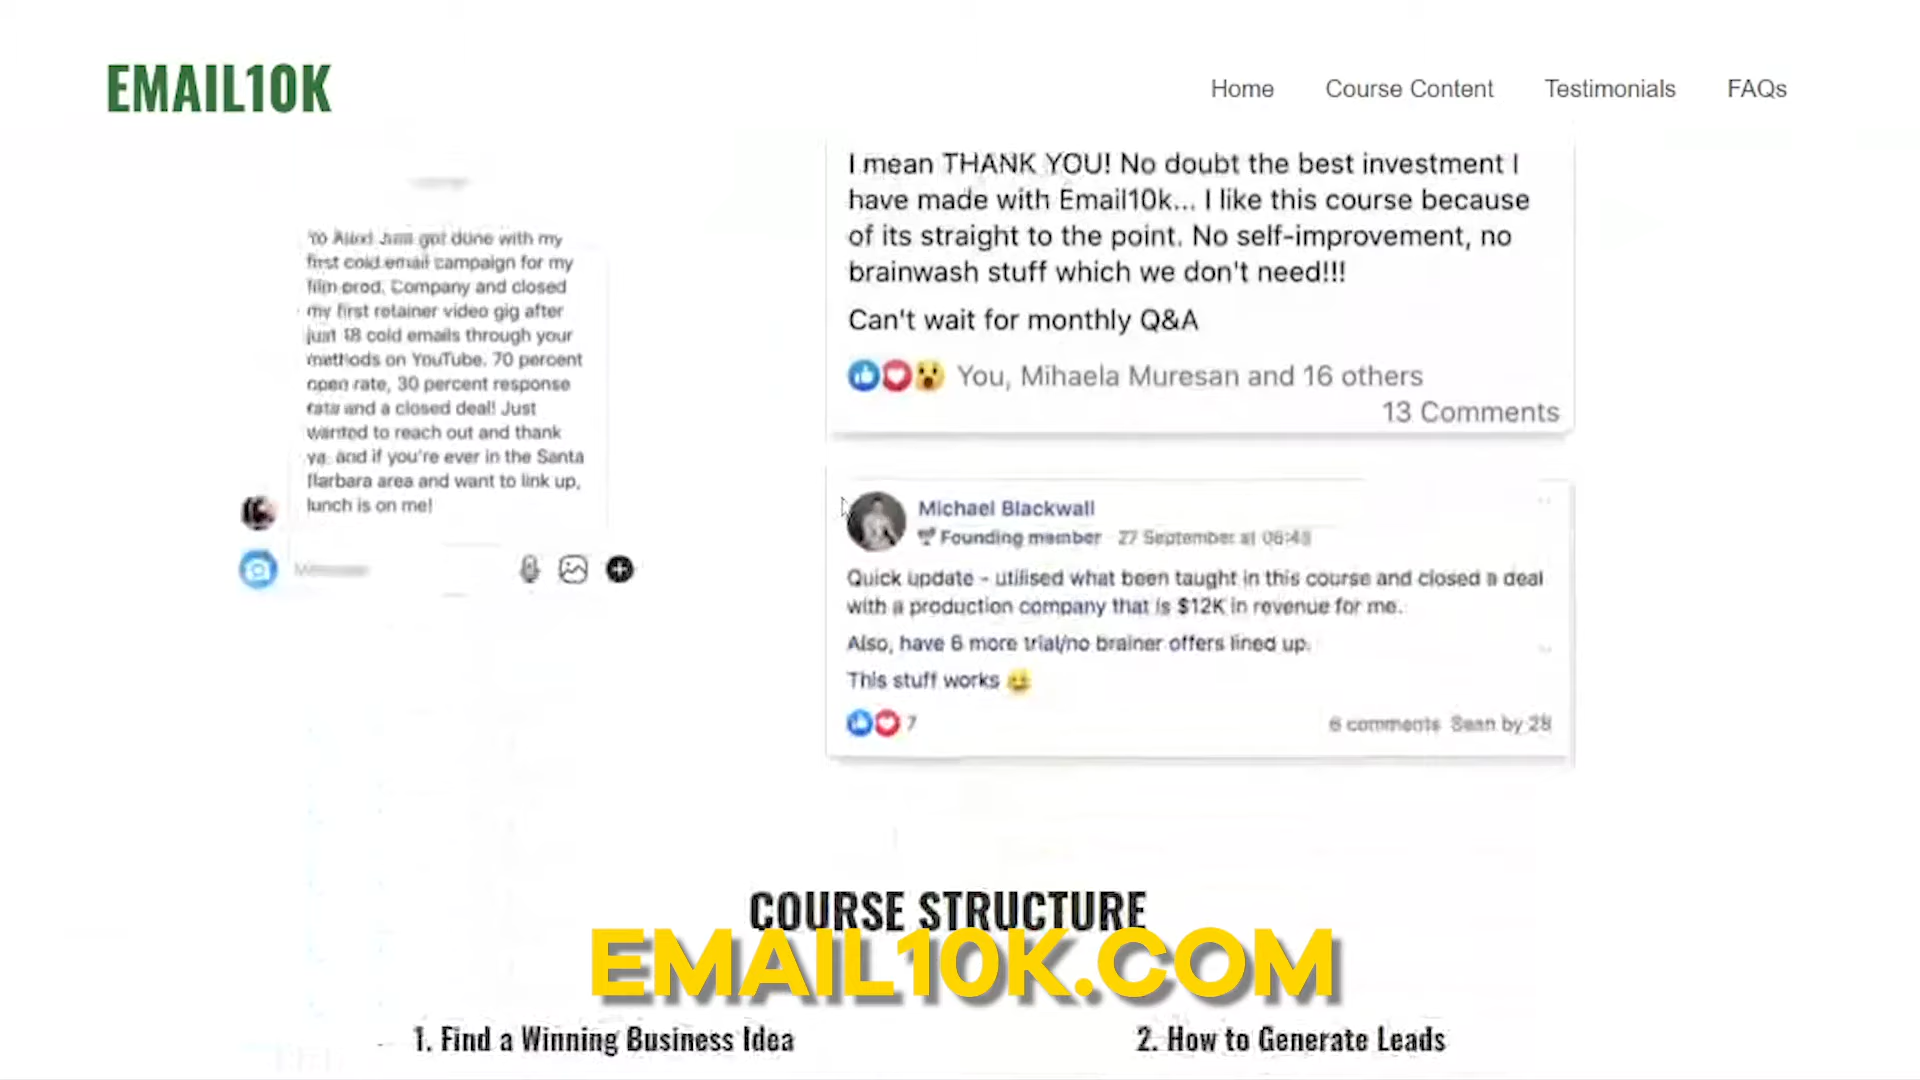 EMAIL10K
Home Course Content Testimonials FAQs
got done with my
first cold email campaign for my
film prod. Company and closed
my first retainer video gig after
just 18 cold emails through your
methods on YouTube. 70 percent
open rate, 30 percent response
rate and a closed deal! Just
wanted to reach out and thank
ya, and if you're ever in the Santa
Barbara area and want to link up,
lunch is on me!
Message
I mean THANK YOU! No doubt the best investment I
have made with Email10k... I like this course because
of its straight to the point. No self-improvement, no
brainwash stuff which we don't need!!!
Can't wait for monthly Q&A
You, Mihaela Muresan and 16 others
13 Comments
Michael Blackwall
Founding member · 27 September at
Quick update - utilised what been taught in this course and closed a deal
with a production company that is $12K in revenue for me.
Also, have 6 more trial/no brainer offers lined up.
This stuff works
7
6 comments Seen by 28
COURSE STRUCTURE
EMAIL10K.COM
1. Find a Winning Business Idea
2. How to Generate Leads